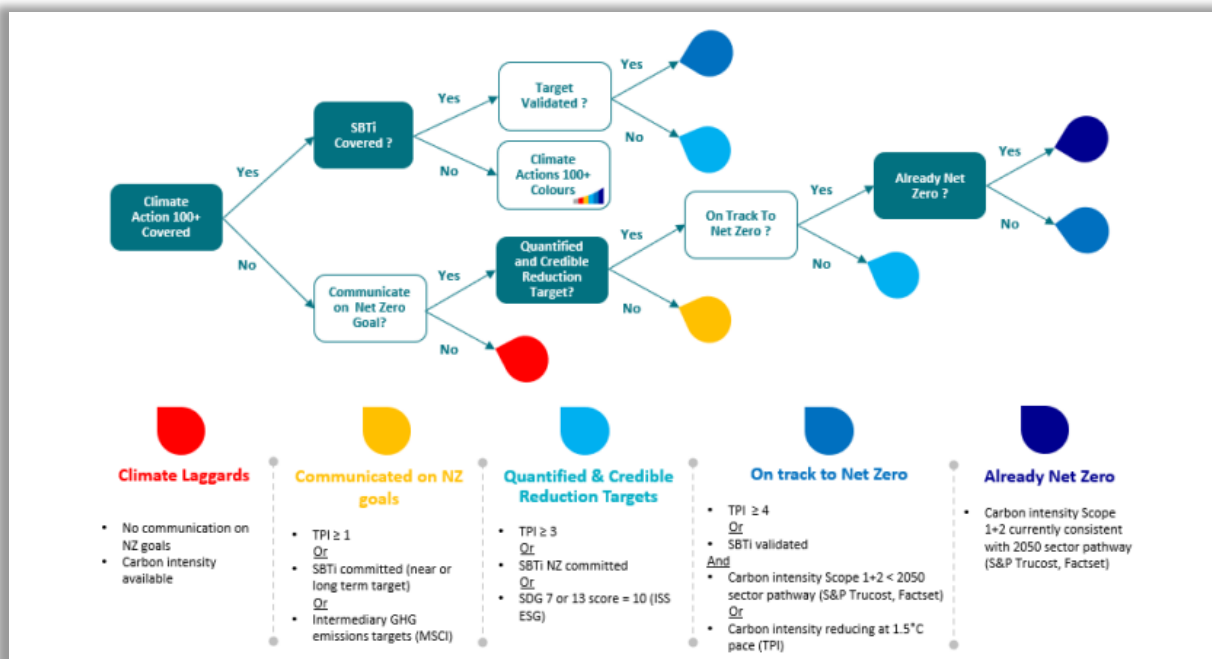 Climate
Action 100+
Covered
Yes
No
SBTi
Covered ?
Yes
No
Target
Validated ?
Yes
No
Climate
Actions 100+
Colours
Communicate
on Net Zero
Goal?
Yes
No
Quantified
and Credible
Reduction
Target?
Yes
No
On Track To
Net Zero ?
Yes
No
Already Net
Zero ?
Yes
No
Climate Laggards
• No communication on
NZ goals
• Carbon intensity
available
Communicated on NZ
goals
• TPI ≥ 1
Or
• SBTi committed (near or
long term target)
Or
• Intermediary GHG
emissions targets (MSCI)
Quantified & Credible
Reduction Targets
• TPI ≥ 3
Or
• SBTi NZ committed
Or
• SDG 7 or 13 score = 10 (ISS
ESG)
On track to Net Zero
• TPI ≥ 4
Or
• SBTi validated
And
• Carbon intensity Scope 1+2 < 2050
sector pathway (S&P Trucost, Factset)
Or
• Carbon intensity reducing at 1.5˚C
pace (TPI)
Already Net Zero
• Carbon intensity Scope
1+2 currently consistent
with 2050 sector pathway
(S&P Trucost, Factset)